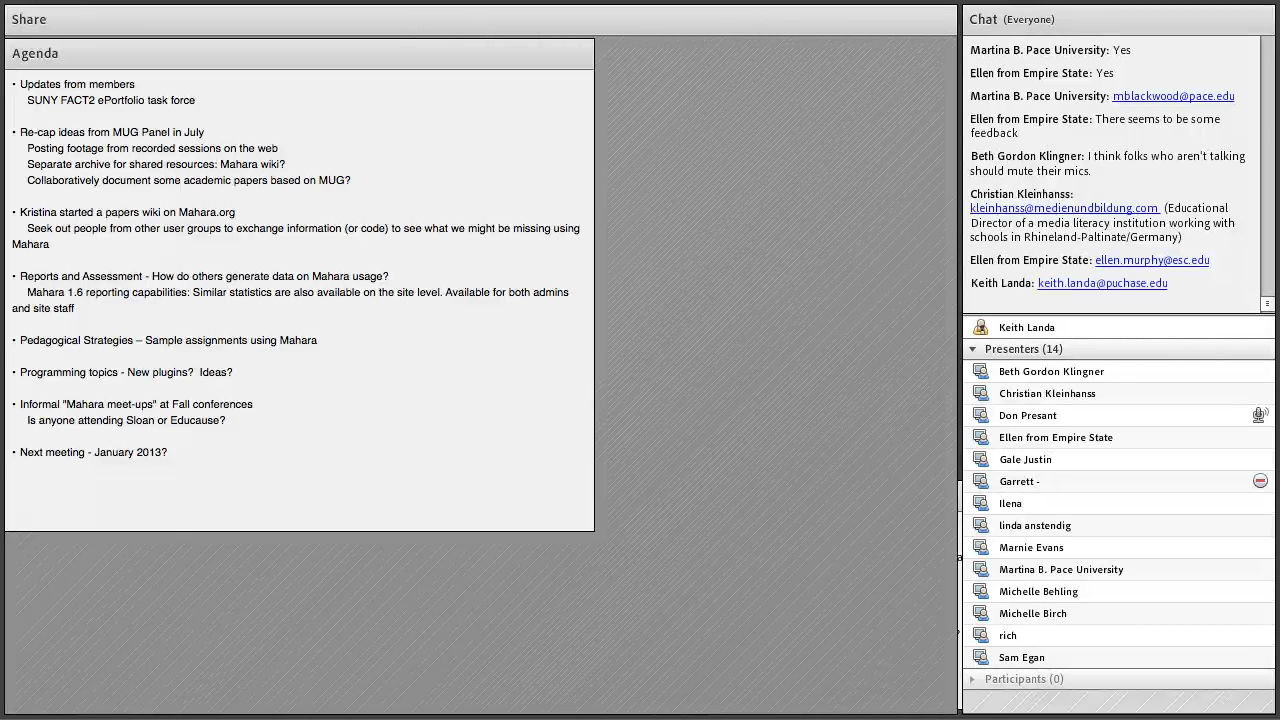 Share
Agenda
• Updates from members
SUNY FACT2 ePortfolio task force
• Re-cap ideas from MUG Panel in July
Posting footage from recorded sessions on the web
Separate archive for shared resources: Mahara wiki?
Collaboratively document some academic papers based on MUG?
• Kristina started a papers wiki on Mahara.org
Seek out people from other user groups to exchange information (or code) to see what we might be missing using
Mahara
• Reports and Assessment - How do others generate data on Mahara usage?
Mahara 1.6 reporting capabilities: Similar statistics are also available on the site level. Available for both admins
and site staff
• Pedagogical Strategies – Sample assignments using Mahara
• Programming topics - New plugins?  Ideas?
• Informal "Mahara meet-ups" at Fall conferences
Is anyone attending Sloan or Educause?
• Next meeting - January 2013?
Chat (Everyone)
Martina B. Pace University: Yes
Ellen from Empire State: Yes
Martina B. Pace University: mblackwood@pace.edu
Ellen from Empire State: There seems to be some
feedback
Beth Gordon Klingner: I think folks who aren't talking
should mute their mics.
Christian Kleinhanss:
kleinhanss@medienundbildung.com (Educational
Director of a media literacy institution working with
schools in Rhineland-Paltinate/Germany)
Ellen from Empire State: ellen.murphy@esc.edu
Keith Landa: keith.landa@puchase.edu
Keith Landa
Presenters (14)
Beth Gordon Klingner
Christian Kleinhanss
Don Presant
Ellen from Empire State
Gale Justin
Garrett -
Ilena
linda anstendig
Marnie Evans
Martina B. Pace University
Michelle Behling
Michelle Birch
rich
Sam Egan
Participants (0)